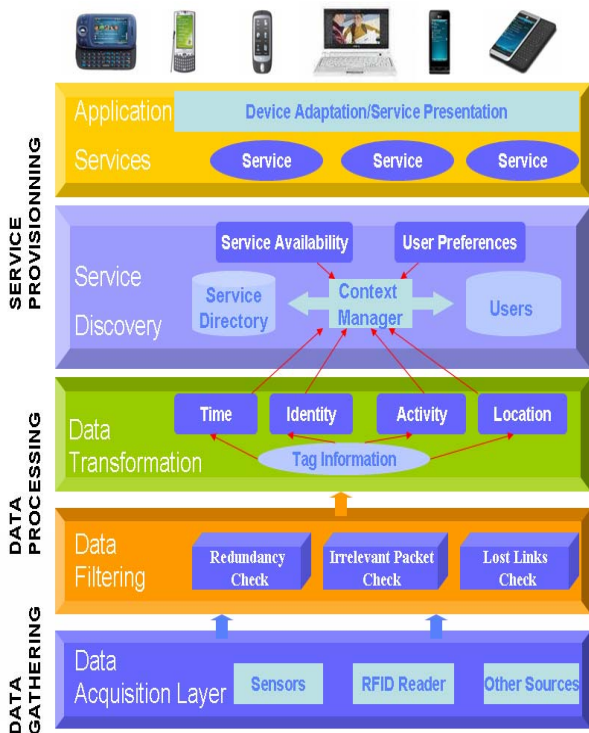 SERVICE
PROVISIONNING
DATA
PROCESSING
DATA
GATHERING
Application
Services
Device Adaptation/Service Presentation
Service
Service
Service
Service
Discovery
Service Availability
User Preferences
Service
Directory
Context
Manager
Users
Data
Transformation
Time
Identity
Activity
Location
Tag Information
Data
Filtering
Redundancy
Check
Irrelevant Packet
Check
Lost Links
Check
Data
Acquisition Layer
Sensors
RFID Reader
Other Sources